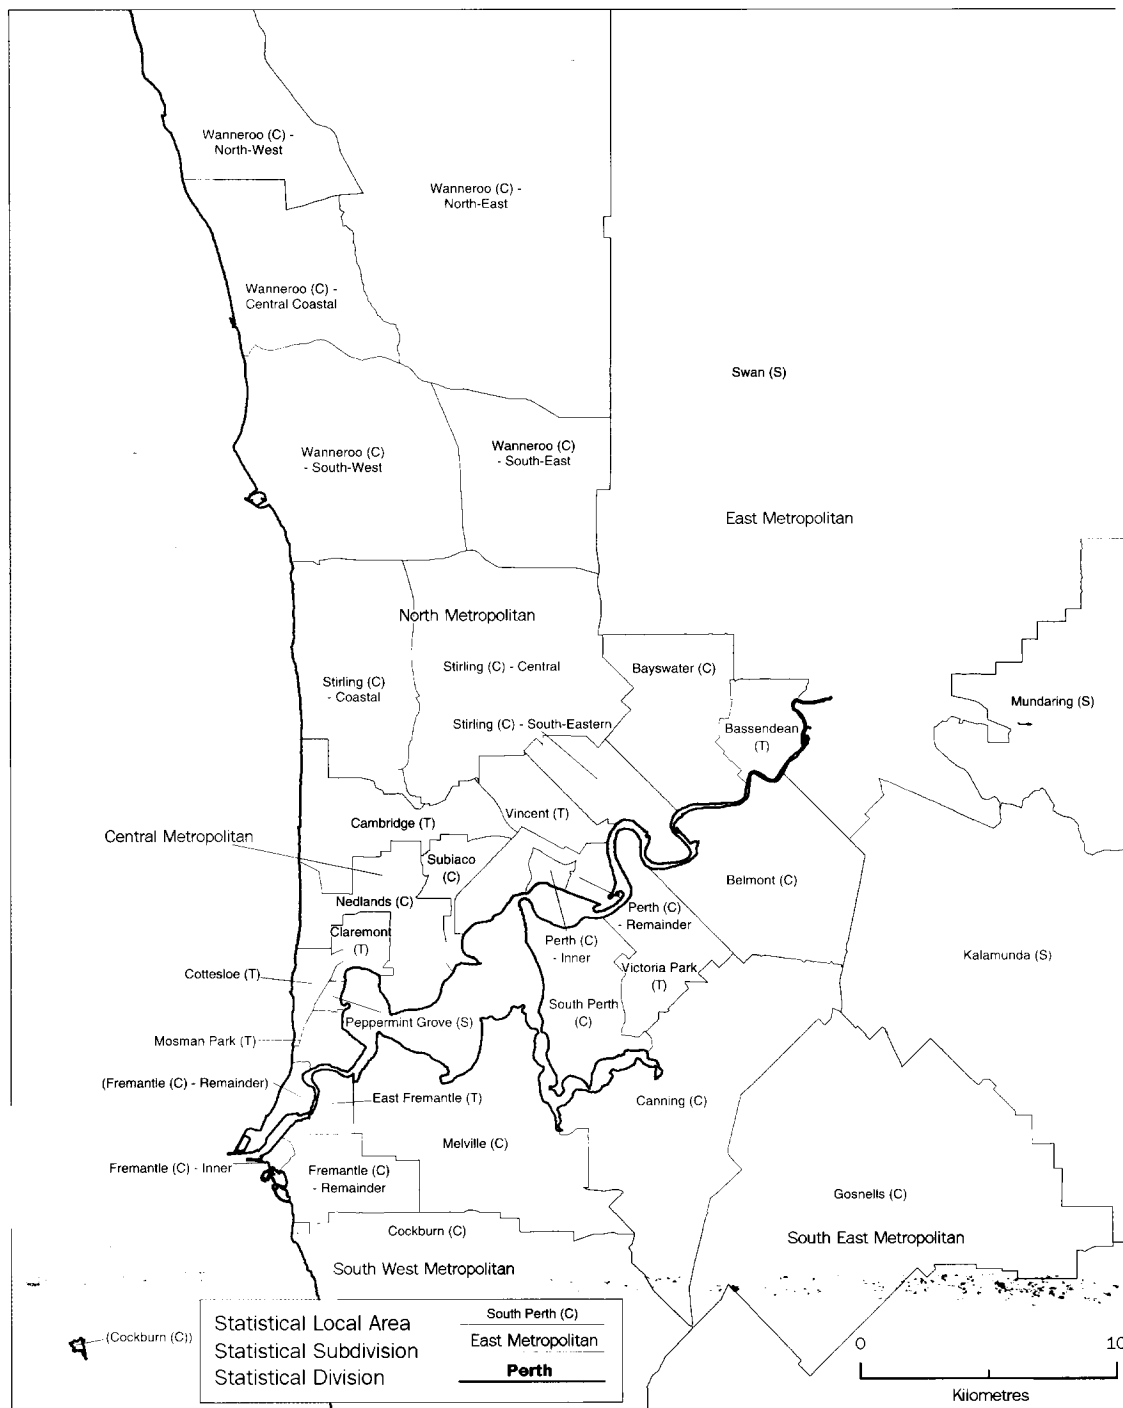 Wanneroo (C) -
North-West
Wanneroo (C) -
North-East
Wanneroo (C) -
Central Coastal
Swan (S)
Wanneroo (C)
- South-West
Wanneroo (C)
- South-East
East Metropolitan
North Metropolitan
Stirling (C) - Central
Bayswater (C)
Stirling (C)
- Coastal
Mundaring (S)
Stirling (C) - South-Eastern
Bassendean
(T)
Vincent (T)
Cambridge (T)
Central Metropolitan
Subiaco
(C)
Belmont (C)
Nedlands (C)
Perth (C)
- Remainder
Claremont
(T)
Perth (C)
- Inner
Kalamunda (S)
Cottesloe (T)
Victoria Park
(T)
South Perth
(C)
Peppermint Grove (S)
Mosman Park (T)
(Fremantle (C) - Remainder)
East Fremantle (T)
Canning (C)
Melville (C)
Fremantle (C) - Inner
Fremantle (C)
- Remainder
Gosnells (C)
Cockburn (C)
South East Metropolitan
South West Metropolitan
Statistical Local Area
South Perth (C)
(Cockburn (C))
Statistical Subdivision
East Metropolitan
Statistical Division
Perth
0
10
Kilometres